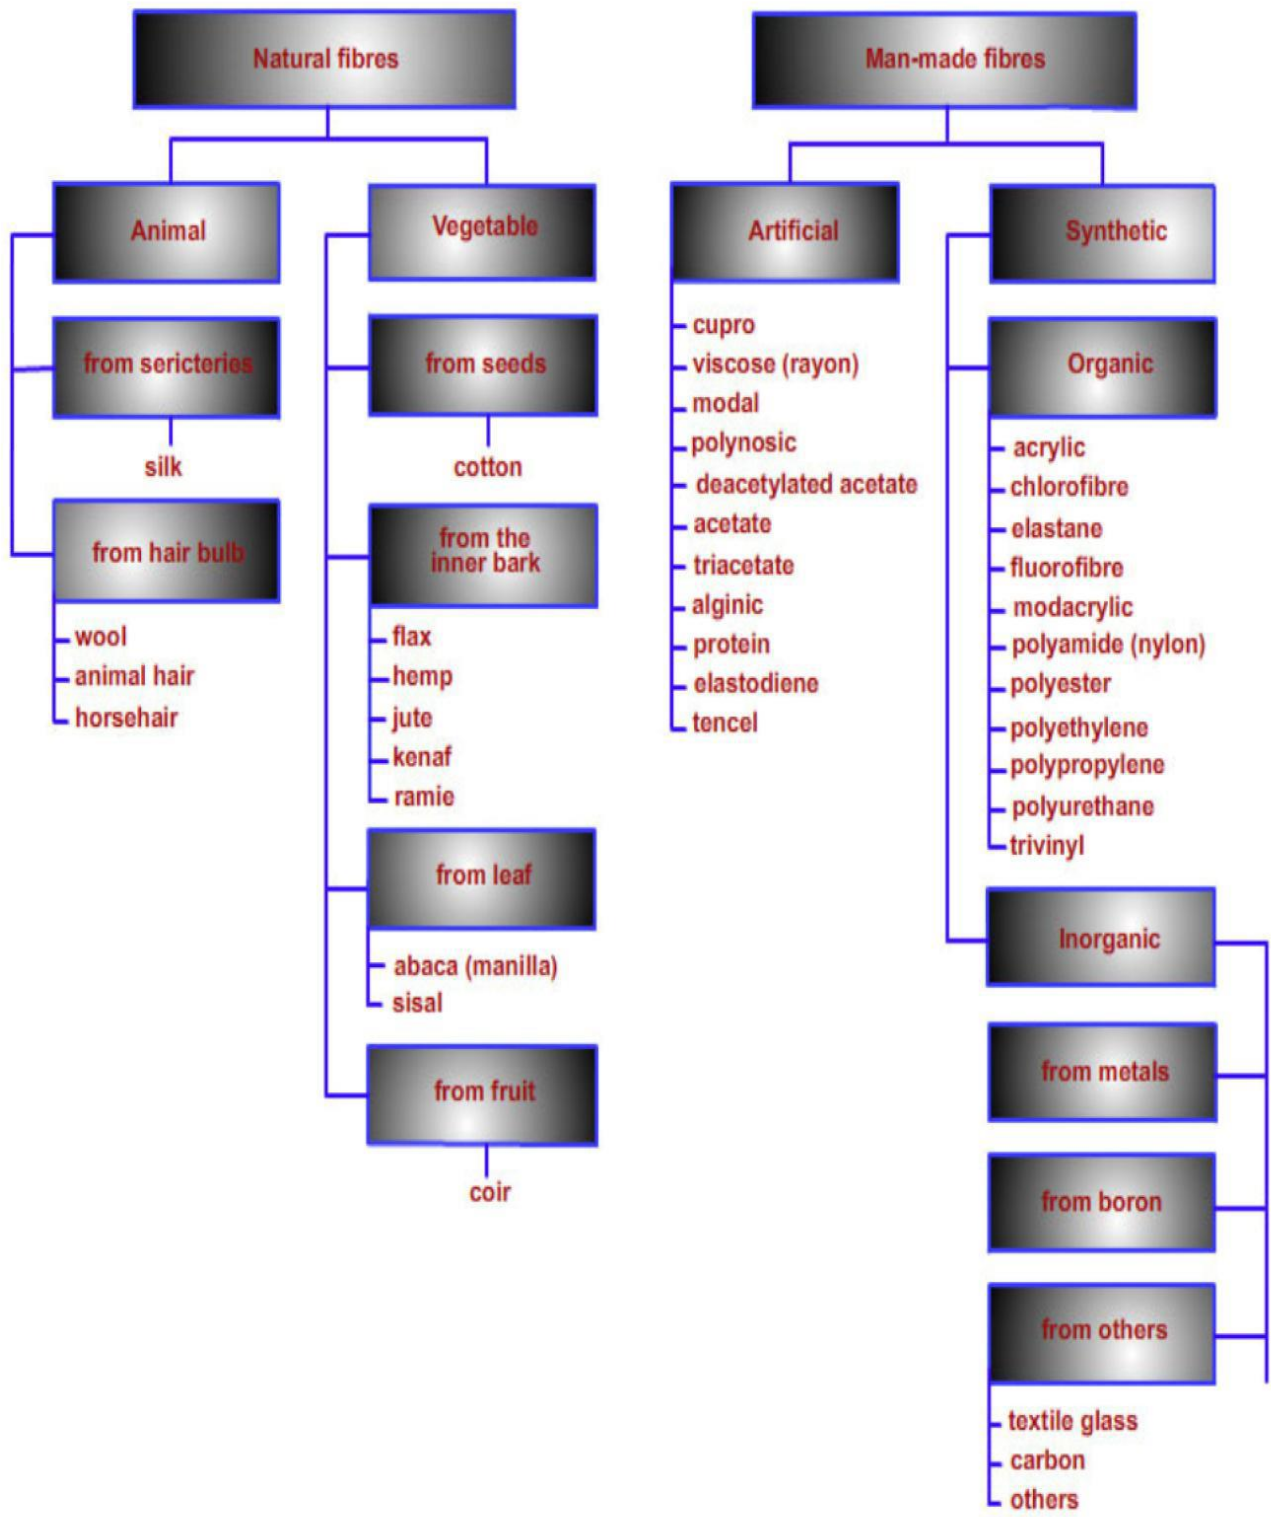 Natural fibres
Animal
from sericteries
silk
from hair bulb
wool
animal hair
horsehair
Vegetable
from seeds
cotton
from the
inner bark
flax
hemp
jute
kenaf
ramie
from leaf
abaca (manilla)
sisal
from fruit
coir
Man-made fibres
Artificial
cupro
viscose (rayon)
modal
polynosic
deacetylated acetate
acetate
triacetate
alginic
protein
elastodiene
tencel
Synthetic
Organic
acrylic
chlorofibre
elastane
fluorofibre
modacrylic
polyamide (nylon)
polyester
polyethylene
polypropylene
polyurethane
trivinyl
Inorganic
from metals
from boron
from others
textile glass
carbon
others